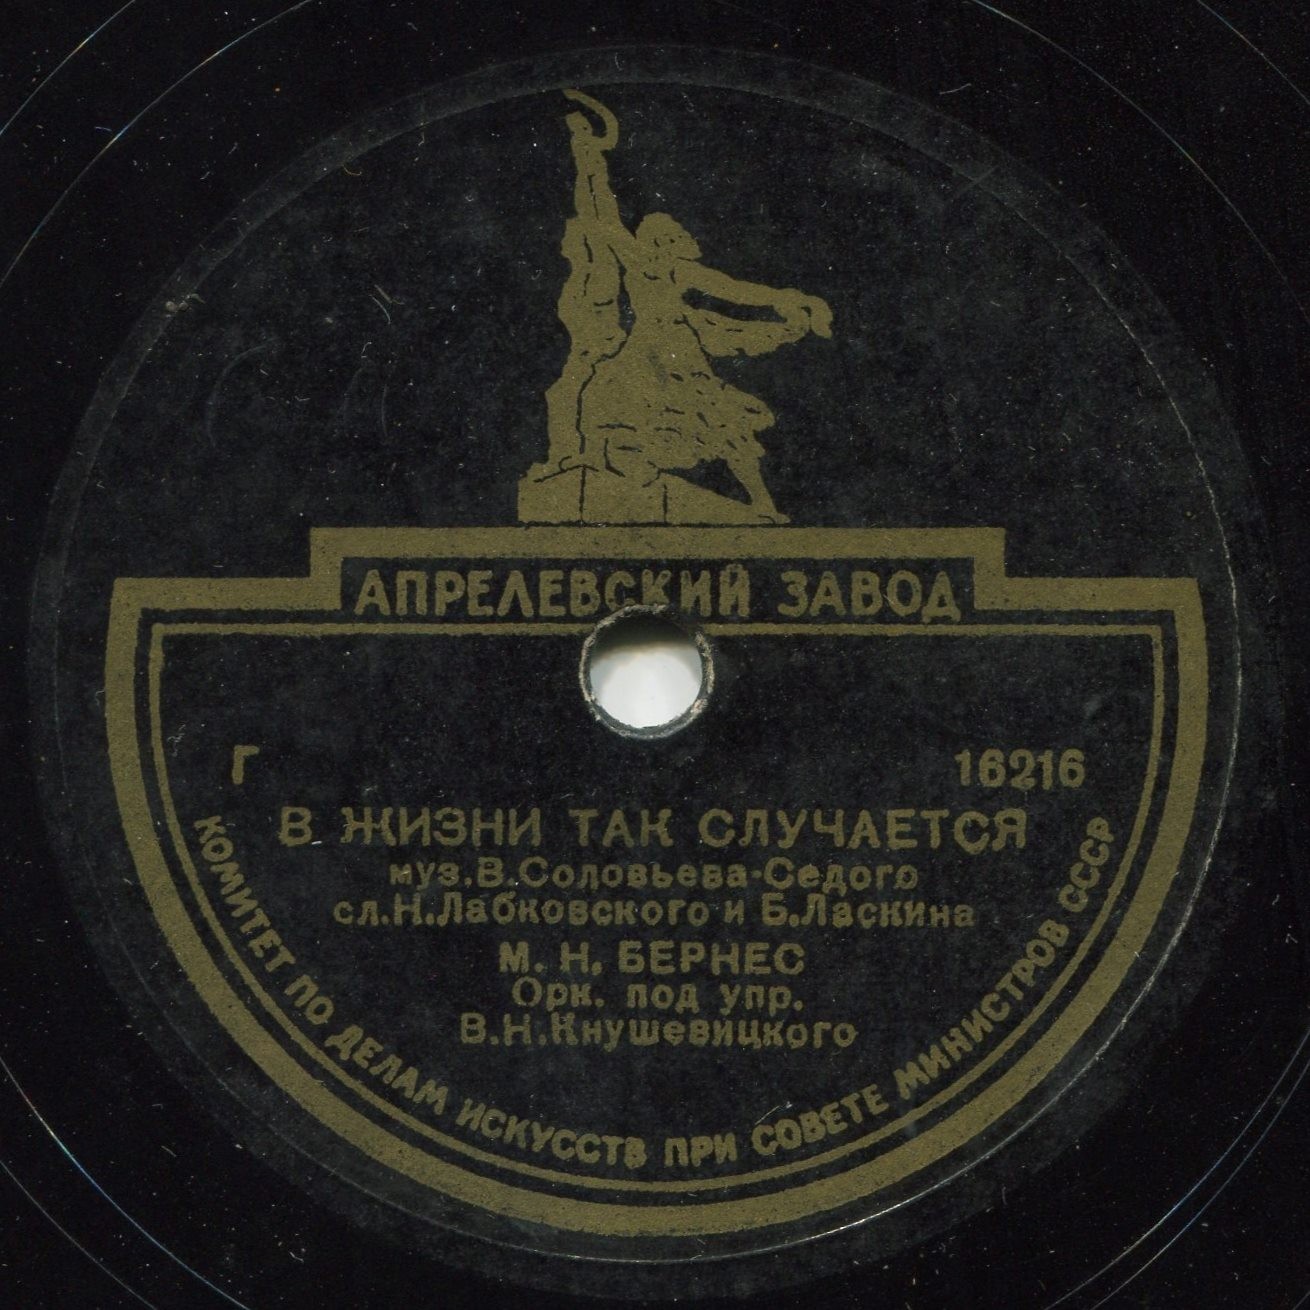 АПРЕЛЕВСКИЙ ЗАВОД
Г 16216
В ЖИЗНИ ТАК СЛУЧАЕТСЯ
муз.В.Соловьева-Седого
сл.Н.Лабковского и Б.Ласкина
М. Н. БЕРНЕС
Орк. под упр.
В.Н.Кнушевицкого
КОМИТЕТ ПО ДЕЛАМ ИСКУССТВ ПРИ СОВЕТЕ МИНИСТРОВ СССР